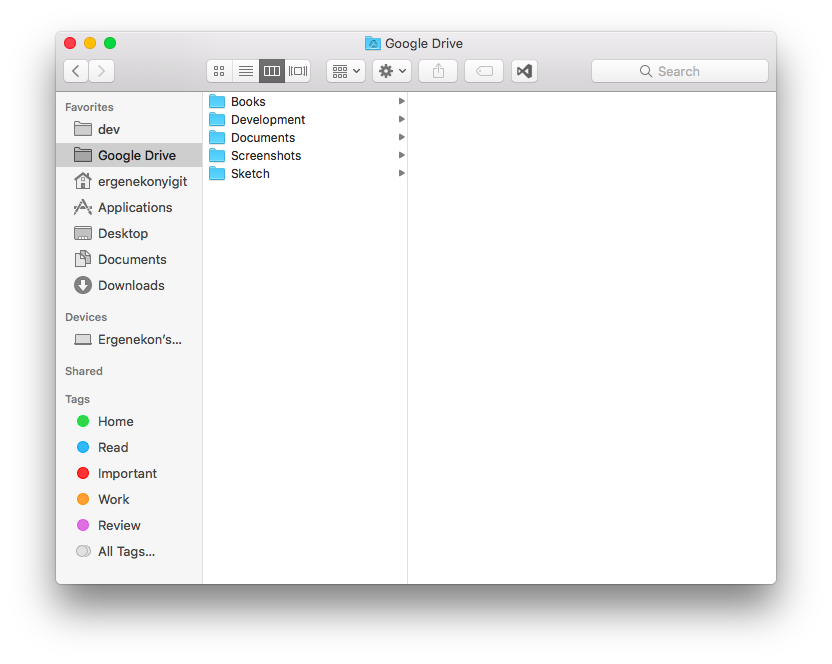 Google Drive
Search
Favorites
dev
Google Drive
ergenekonyigit
Applications
Desktop
Documents
Downloads
Devices
Ergenekon's...
Shared
Tags
Home
Read
Important
Work
Review
All Tags...
Books
Development
Documents
Screenshots
Sketch